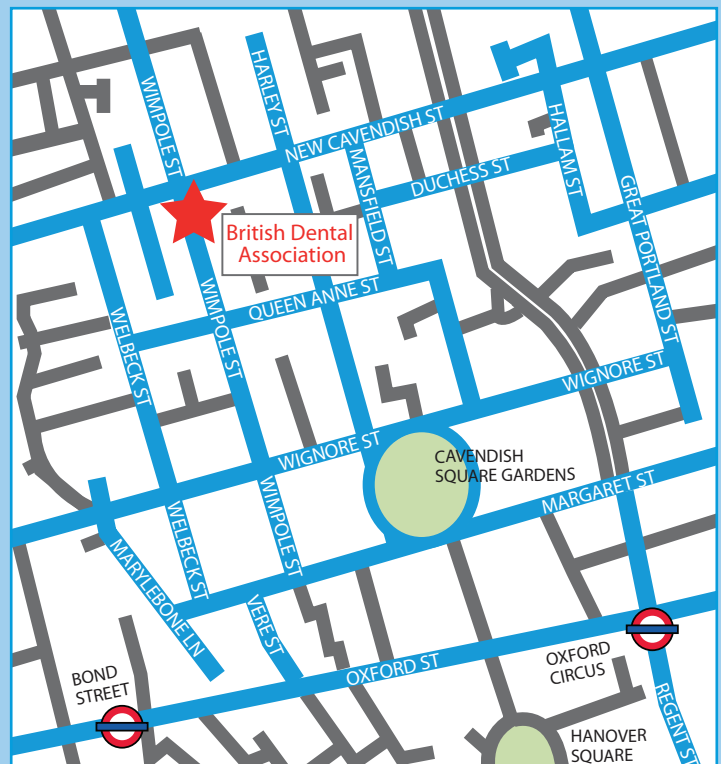 WIMPOLE ST
HARLEY ST
NEW CAVENDISH ST
HALLAM ST
MANSFIELD ST
DUCHESS ST
GREAT PORTLAND ST
British Dental
Association
QUEEN ANNE ST
WELBECK ST
WIMPOLE ST
WIGNORE ST
WIGNORE ST
CAVENDISH
SQUARE GARDENS
MARGARET ST
WELBECK ST
WIMPOLE ST
MARYLEBONE LN
VERE ST
OXFORD ST
BOND
STREET
OXFORD
CIRCUS
REGENT ST
HANOVER
SQUARE